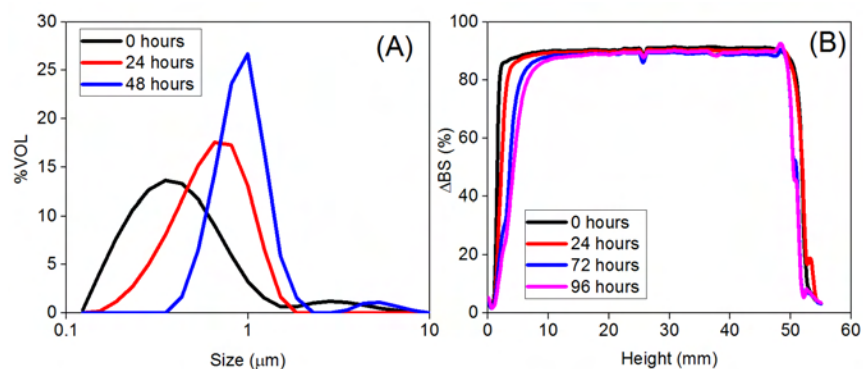 (A)
0 hours
24 hours
48 hours
%VOL
30
25
20
15
10
5
0
0.1 1 10
Size (μm)
(B)
ΔBS (%)
100
80
60
40
20
0
0 hours
24 hours
72 hours
96 hours
0 10 20 30 40 50 60
Height (mm)